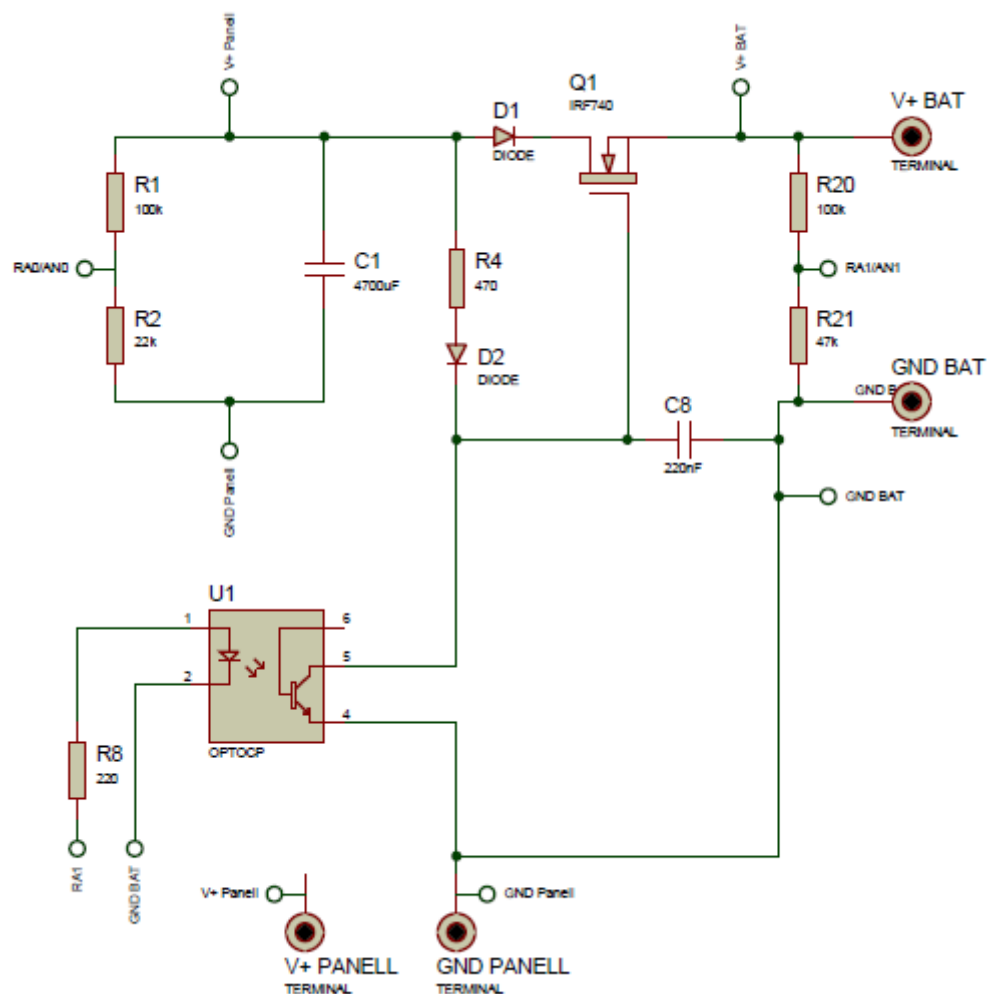 V+ Panell
V+ BAT
Q1
IRF740
V+ BAT
TERMINAL
D1
DIODE
R1
100k
R20
100k
RA0/AN0
C1
4700uF
R4
470
RA1/AN1
R2
22k
R21
47k
D2
DIODE
GND BAT
GND B
TERMINAL
C8
220nF
GND Panell
GND BAT
U1
1
6
5
2
4
OPTOCP
R8
220
RA1
GND BAT
V+ Panell
GND Panell
V+ PANELL
TERMINAL
GND PANELL
TERMINAL